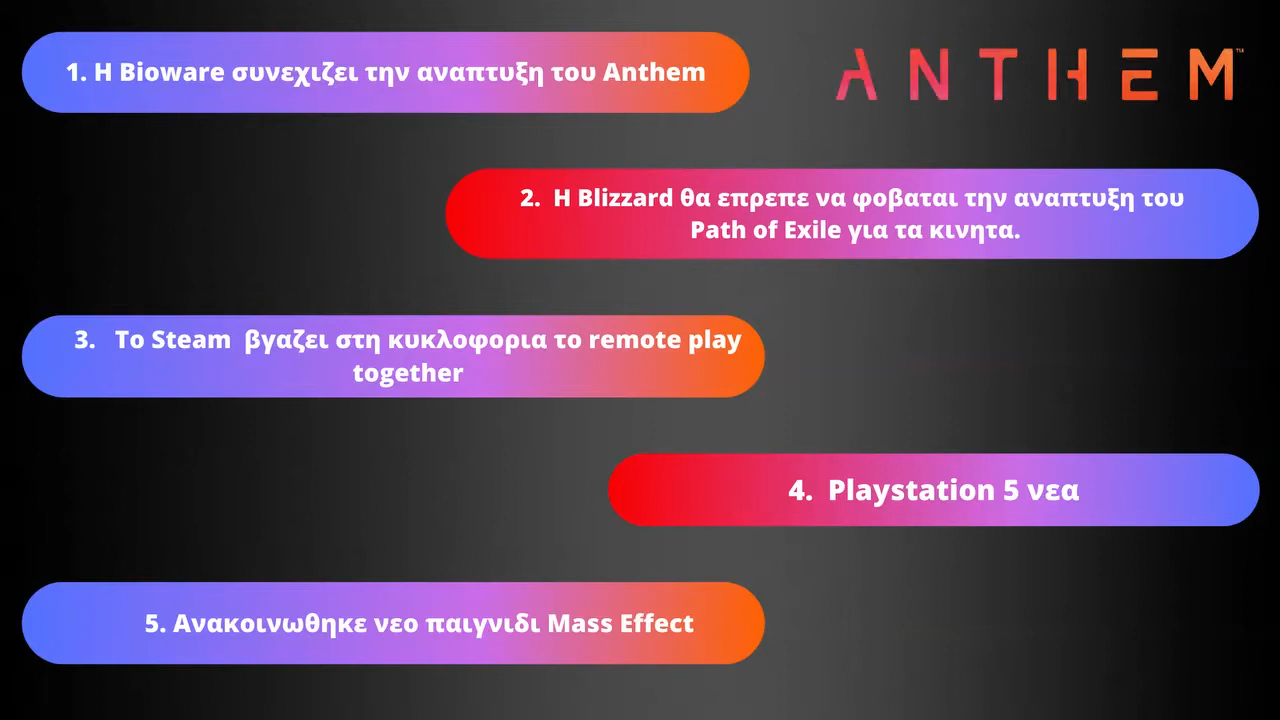 1. Η Bioware συνεχιζει την αναπτυξη του Anthem
ANTHEM™
2. Η Blizzard θα επρεπε να φοβαται την αναπτυξη του
Path of Exile για τα κινητα.
3. Το Steam βγαζει στη κυκλοφορια το remote play
together
4. Playstation 5 νεα
5. Ανακοινωθηκε νεο παιγνιδι Mass Effect